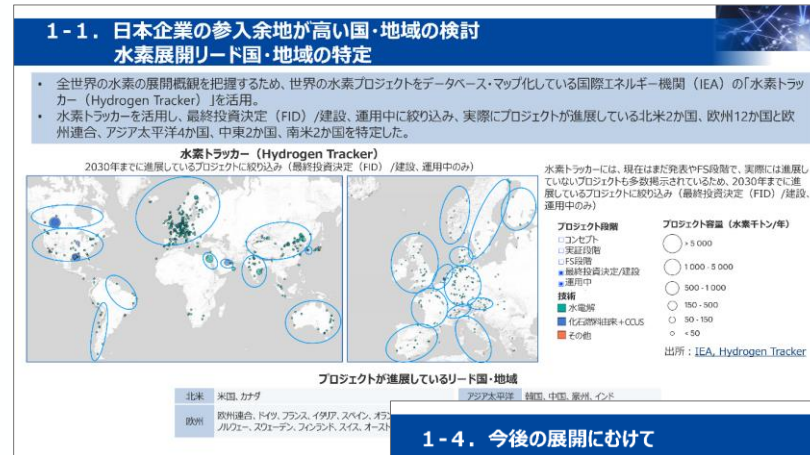 1-1. 日本企業の参入余地が高い国・地域の検討
水素展開リード国・地域の特定
• 全世界の水素の展開概観を把握するため、世界の水素プロジェクトをデータベース・マップ化している国際エネルギー機関（IEA）の「水素トラッ
カー（Hydrogen Tracker）」を活用。
• 水素トラッカーを活用し、最終投資決定（FID）/建設、運用中に絞り込み、実際にプロジェクトが進展している北米2か国、欧州12か国と欧
州連合、アジア太平洋4か国、中東2か国、南米2か国を特定した。
水素トラッカー（Hydrogen Tracker）
2030年までに進展しているプロジェクトに絞り込み（最終投資決定（FID）/建設、運用中のみ）
水素トラッカーには、現在はまだ発表やFS段階で、実際には進展し
ていないプロジェクトも多数掲示されているため、2030年までに進
展しているプロジェクトに絞り込み（最終投資決定（FID）/建設、
運用中のみ）
プロジェクト段階
コンセプト
実証段階
FS段階
最終投資決定/建設
運用中
技術
水電解
化石燃料由来+CCUS
その他
プロジェクト容量（水素千トン/年）
> 5 000
1 000 - 5 000
500 - 1 000
150 - 500
50 - 150
< 50
出所：IEA, Hydrogen Tracker
プロジェクトが進展しているリード国・地域
北米 米国、カナダ
アジア太平洋 韓国、中国、豪州、インド
欧州 欧州連合、ドイツ、フランス、イタリア、スペイン、オラン
ノルウェー、スウェーデン、フィンランド、スイス、オースト
1-4. 今後の展開にむけて